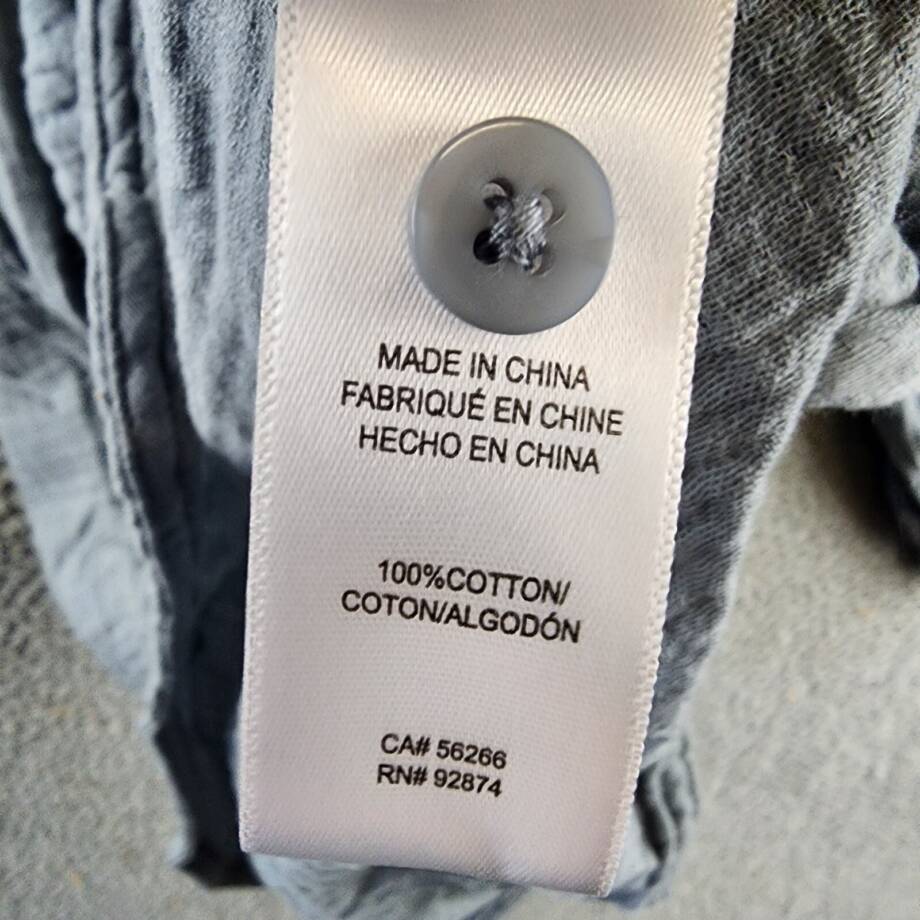 MADE IN CHINA
FABRIQUÉ EN CHINE
HECHO EN CHINA
100%COTTON/
COTON/ALGODÓN
CA# 56266
RN# 92874